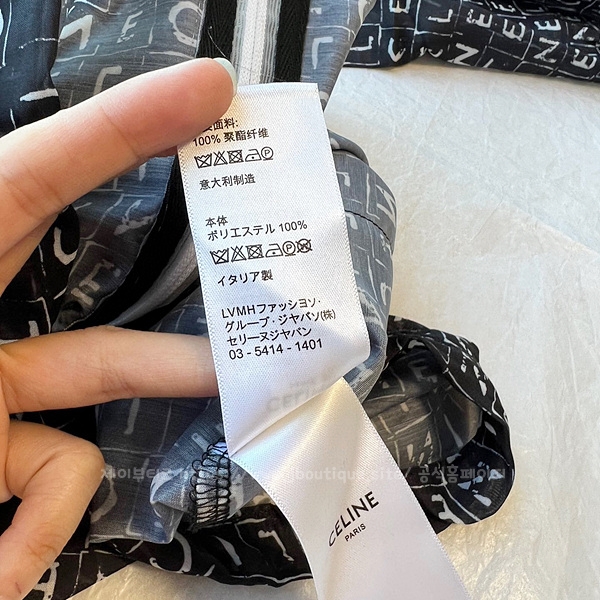 面料:
100% 聚酯纤维
意大利制造
本体
ポリエステル 100%
イタリア製
LVMHファッション・
グループ・ジャパン(株)
セリーヌジャパン
03 - 5414 - 1401
CELINE
PARIS